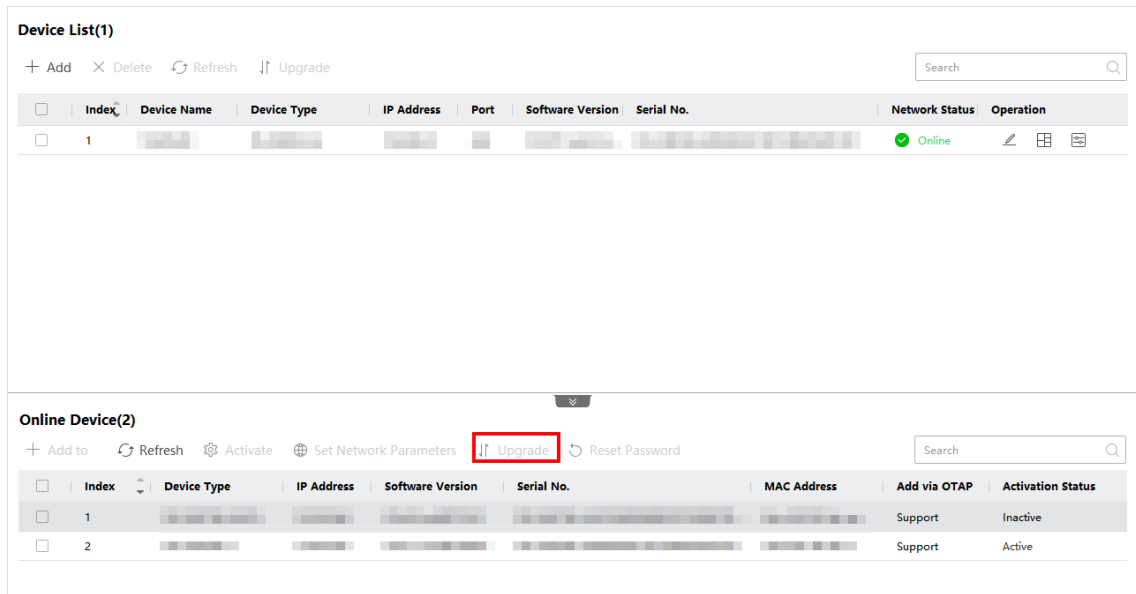 Device List(1)
Add Delete Refresh Upgrade Search
Index Device Name Device Type IP Address Port Software Version Serial No. Network Status Operation
1 Online
Online Device(2)
Add to Refresh Activate Set Network Parameters Upgrade Reset Password Search
Index Device Type IP Address Software Version Serial No. MAC Address Add via OTAP Activation Status
1 Support Inactive
2 Support Active